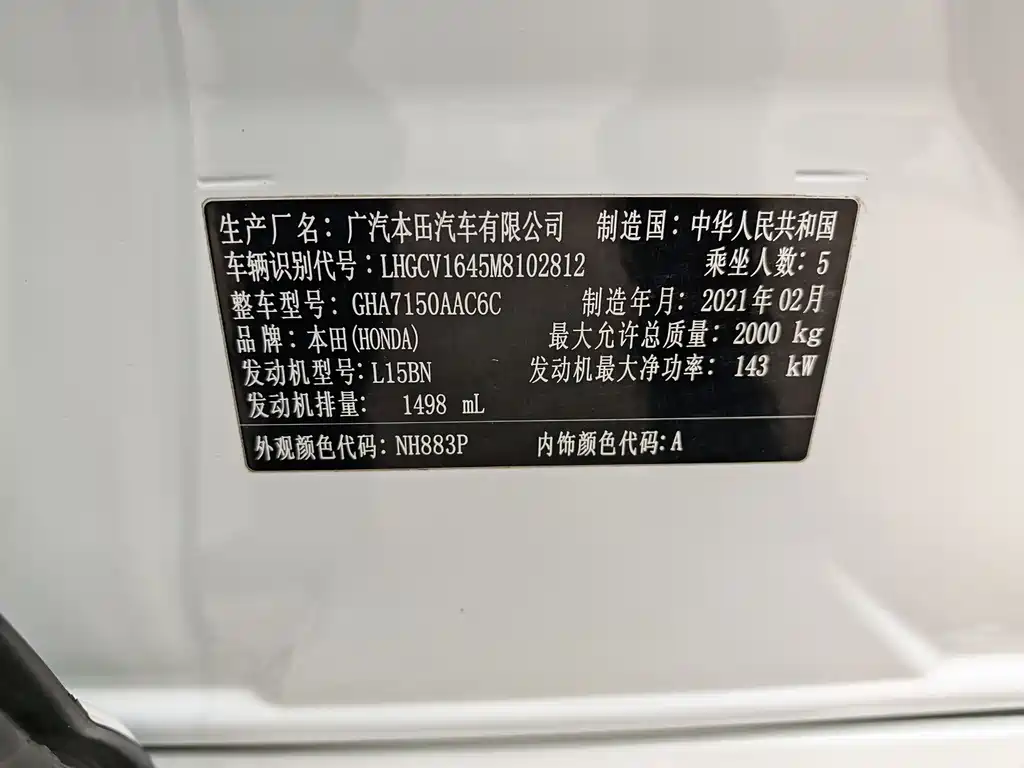 生产厂名：广汽本田汽车有限公司 制造国：中华人民共和国
车辆识别代号：LHGCV1645M8102812 乘坐人数：5
整车型号：GHA7150AAC6C 制造年月：2021年02月
品牌：本田(HONDA) 最大允许总质量：2000 kg
发动机型号：L15BN 发动机最大净功率：143 kW
发动机排量： 1498 mL
外观颜色代码：NH883P 内饰颜色代码：A